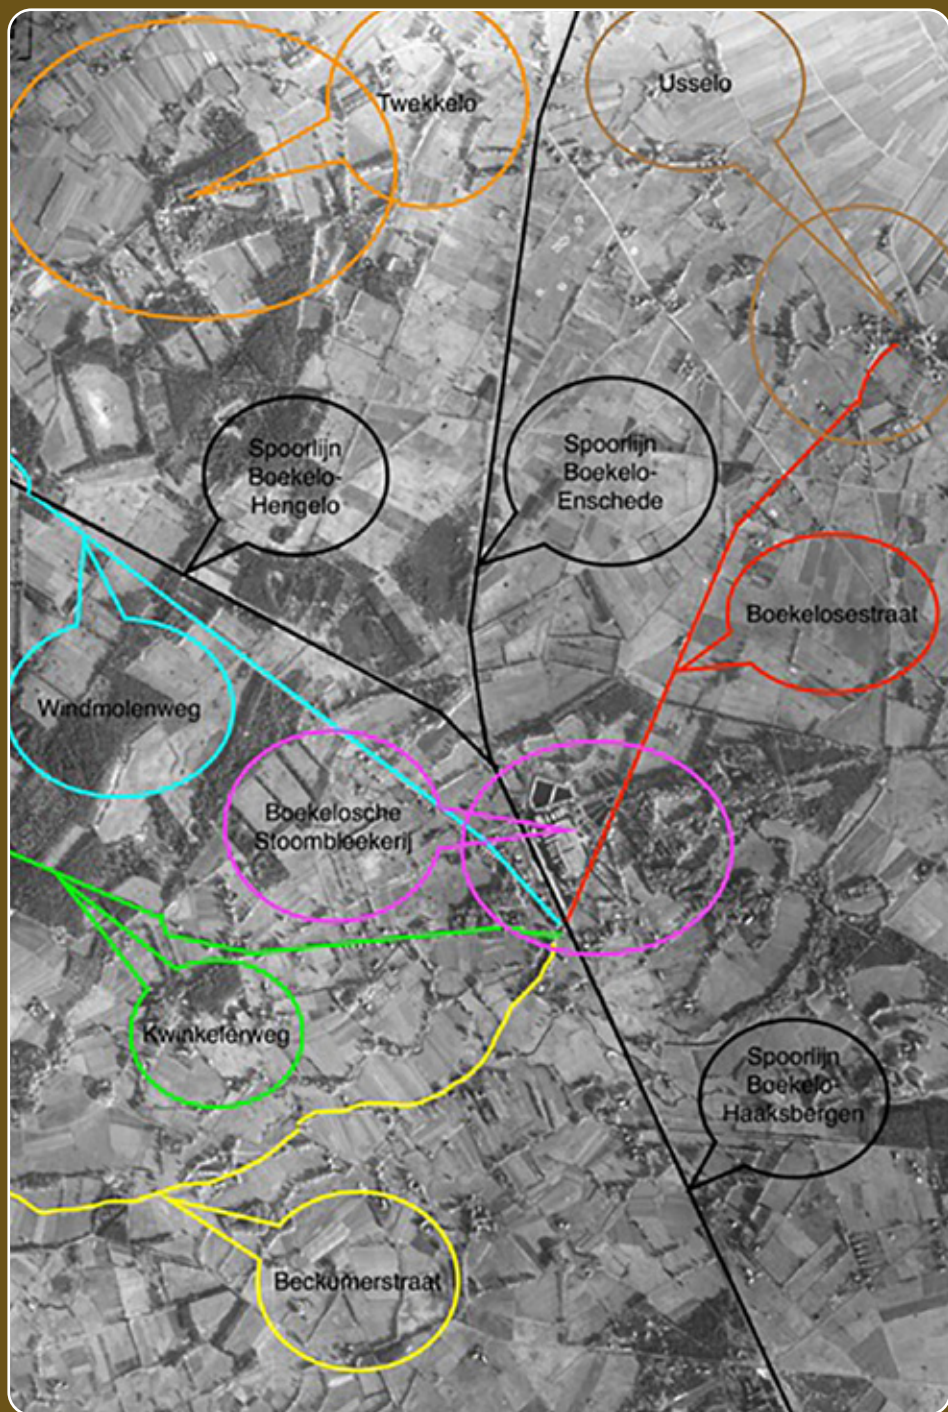 Twekkelo
Usselo
Spoorlijn
Boekelo-
Hengelo
Spoorlijn
Boekelo-
Enschede
Boekelosestraat
Windmolenweg
Boekelosche
Stoombleekerij
Kwinkelerweg
Spoorlijn
Boekelo-
Haaksbergen
Beckumerstraat